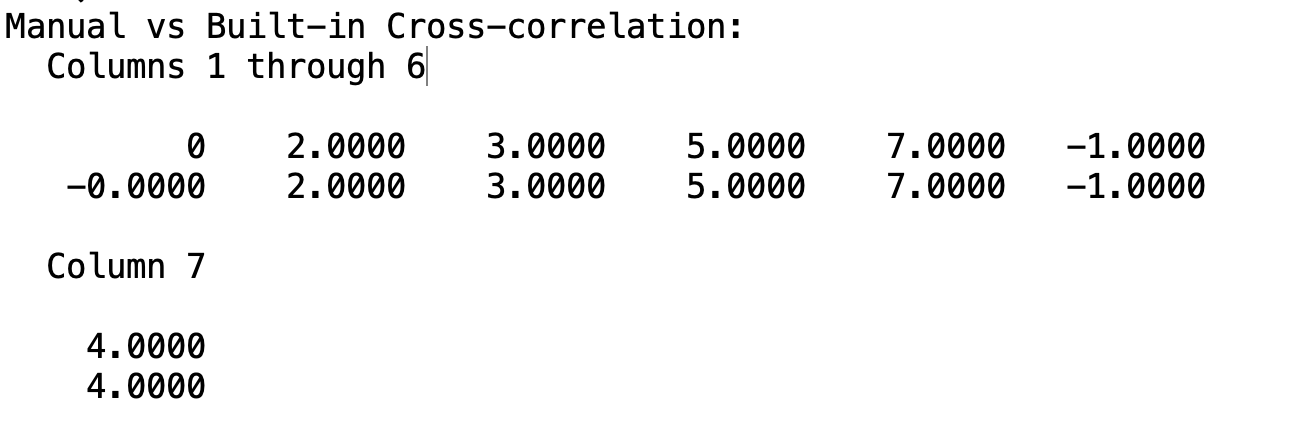 Manual vs Built-in Cross-correlation:
Columns 1 through 6
0 2.0000 3.0000 5.0000 7.0000 -1.0000
-0.0000 2.0000 3.0000 5.0000 7.0000 -1.0000
Column 7
4.0000
4.0000